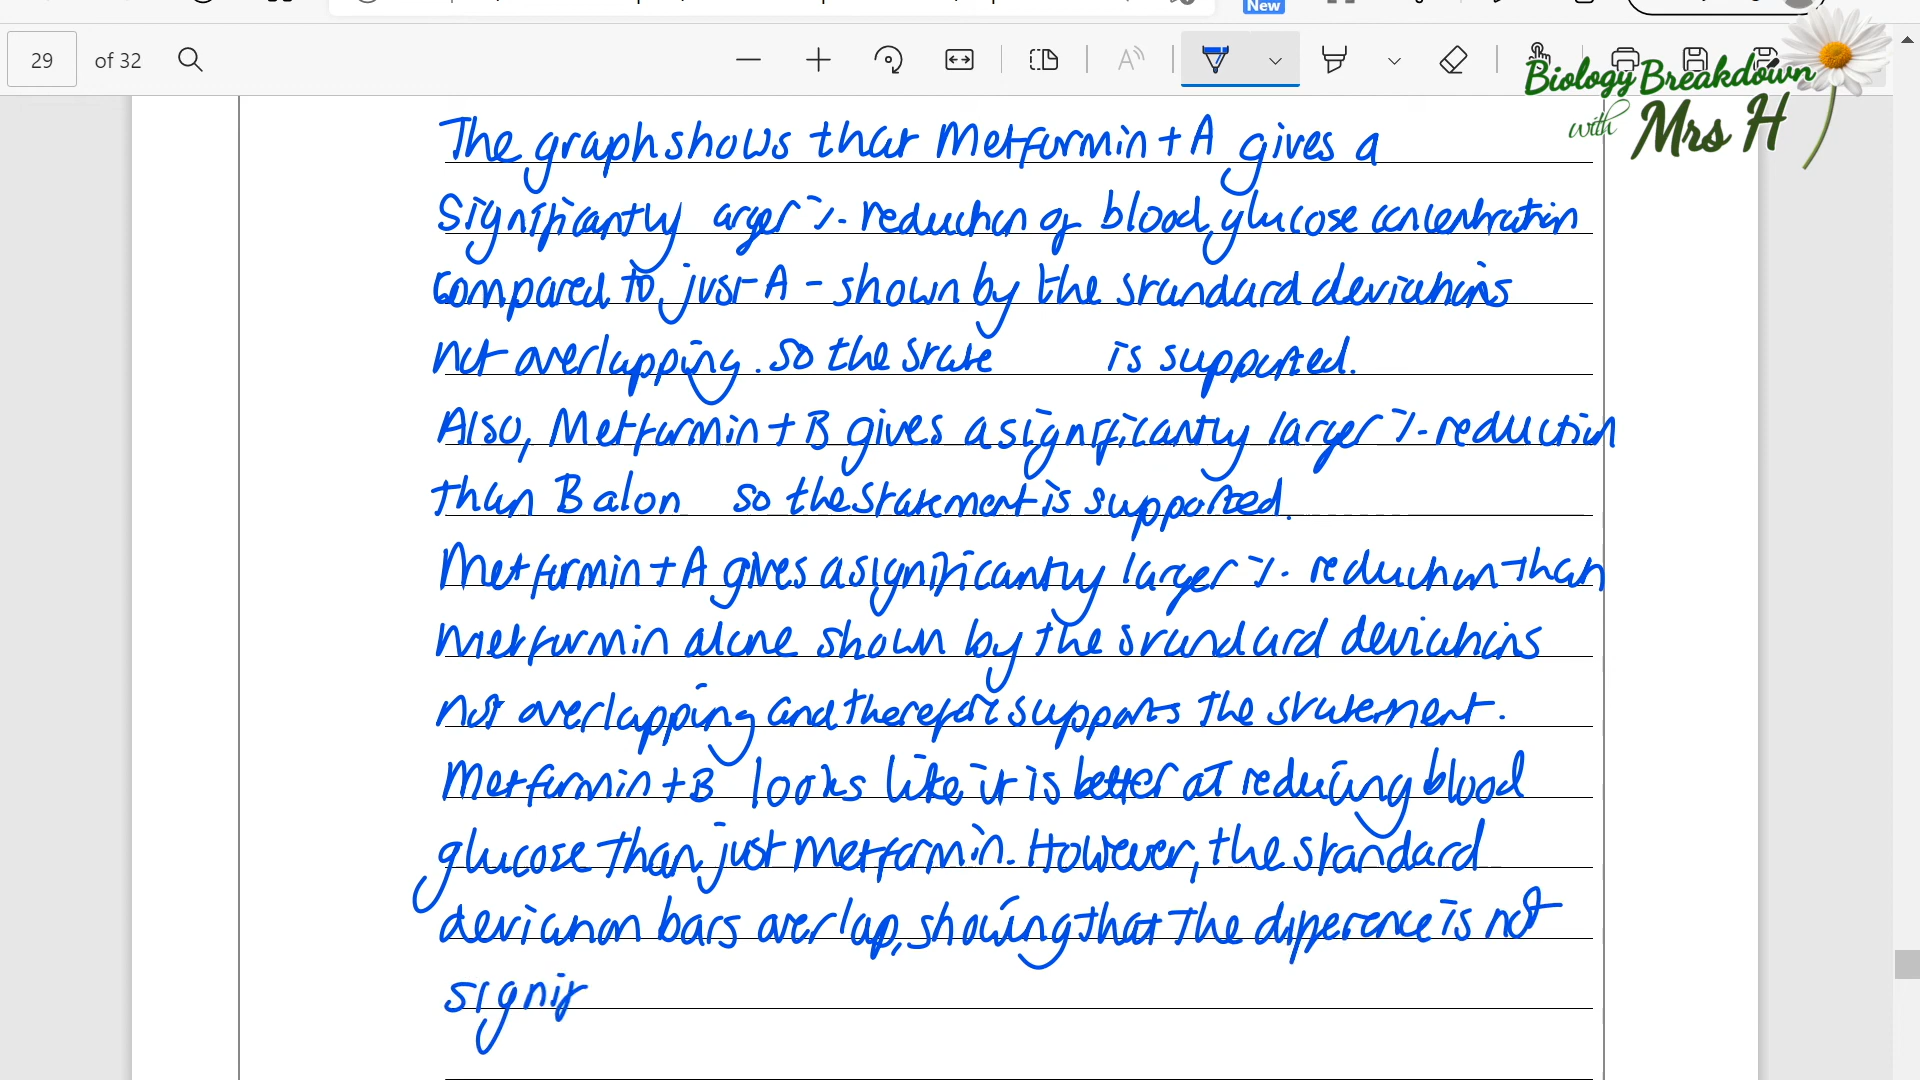 New
29 of 32
Biology Breakdown
with Mrs H
The graph shows that Metformin + A gives a
significantly arger % reduction of blood glucose concentration
compared to just A - shown by the standard deviations
not overlapping. So the state is supported.
Also, Metformin + B gives a significantly larger % reduction
than B alon so the statement is supported.
Metformin + A gives a significantly larger % reduction than
metformin alone shown by the standard deviations
not overlapping and therefore supports the statement.
Metformin + B looks like it is better at reducing blood
glucose than just metformin. However, the standard
deviation bars overlap, showing that the difference is not
signif